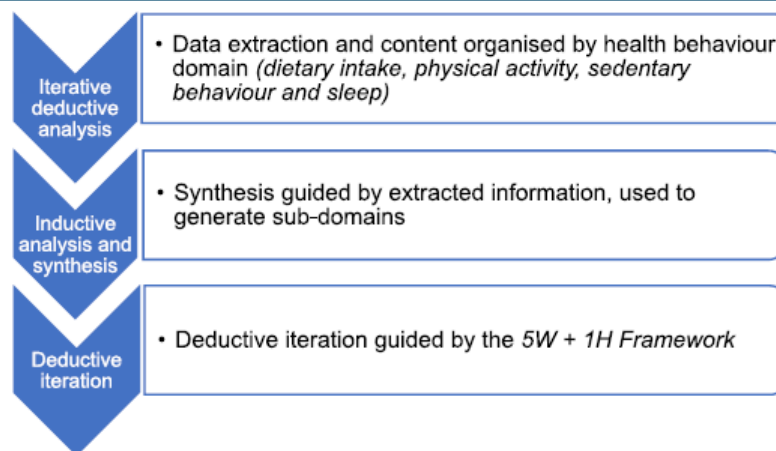 Iterative
deductive
analysis
• Data extraction and content organised by health behaviour
domain (dietary intake, physical activity, sedentary
behaviour and sleep)
Inductive
analysis and
synthesis
• Synthesis guided by extracted information, used to
generate sub-domains
Deductive
iteration
• Deductive iteration guided by the 5W + 1H Framework